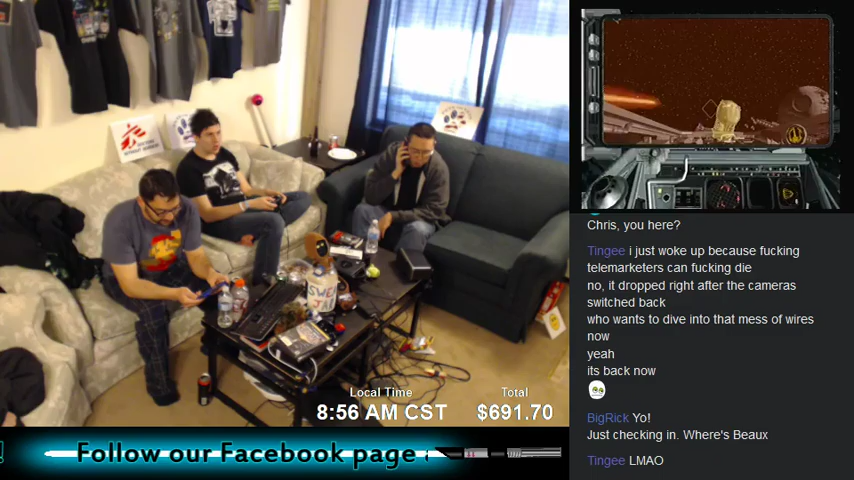 SWEAR
JAR
Local Time
Total
8:56 AM CST
$691.70
Follow our Facebook page
Chris, you here?
Tingee i just woke up because fucking
telemarketers can fucking die
no, it dropped right after the cameras
switched back
who wants to dive into that mess of wires
now
yeah
its back now
BigRick Yo!
Just checking in. Where's Beaux
Tingee LMAO